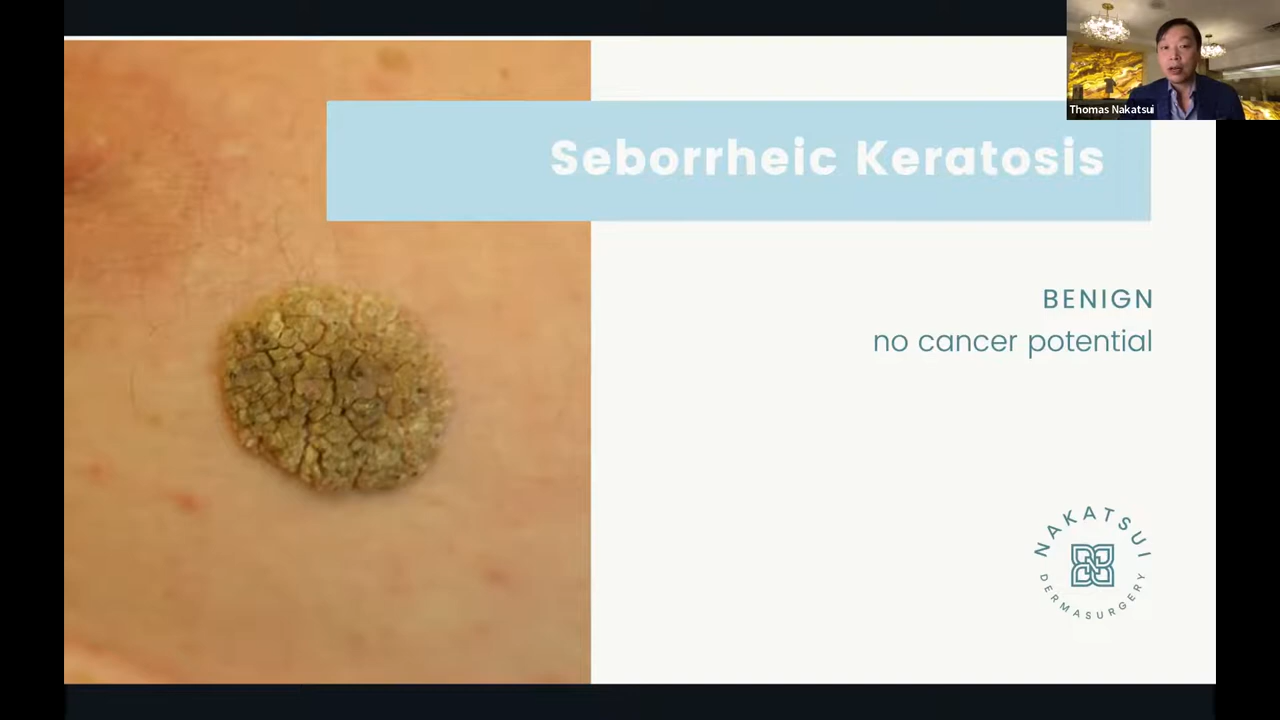 Thomas Nakatsui
Seborrheic Keratosis
BENIGN
no cancer potential
NAKATSUI
DERMASURGERY